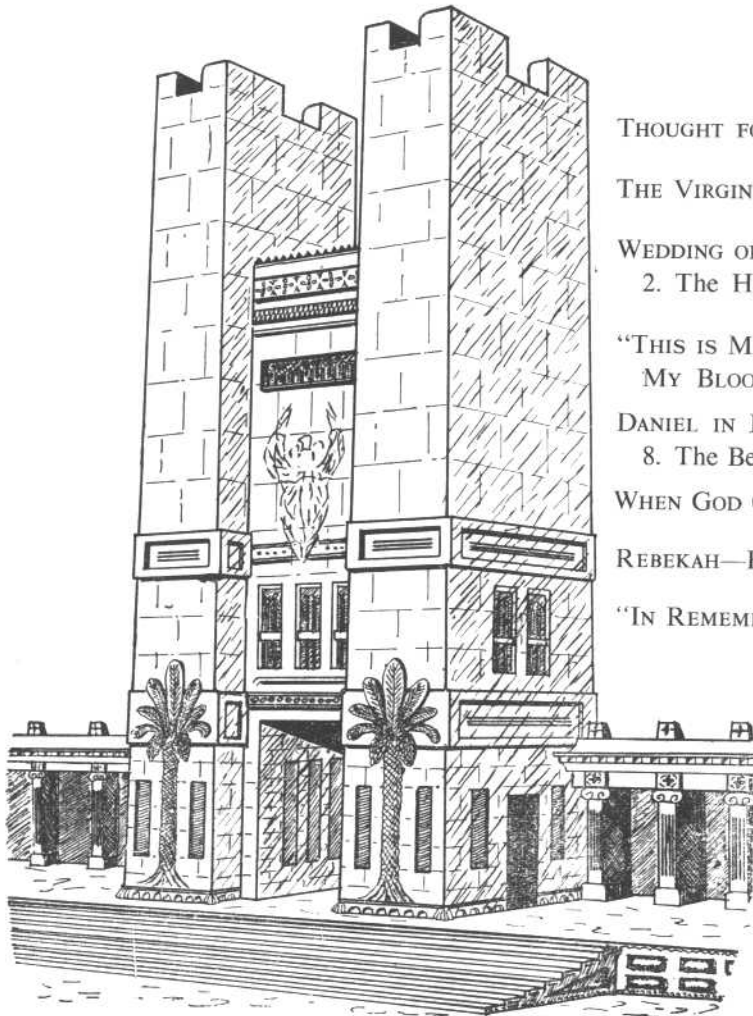 THOUGHT FO
THE VIRGIN
WEDDING OF
2. The H
"THIS IS M
MY BLOO
DANIEL IN
8. The Be
WHEN GOD
REBEKAH—
"IN REMEM